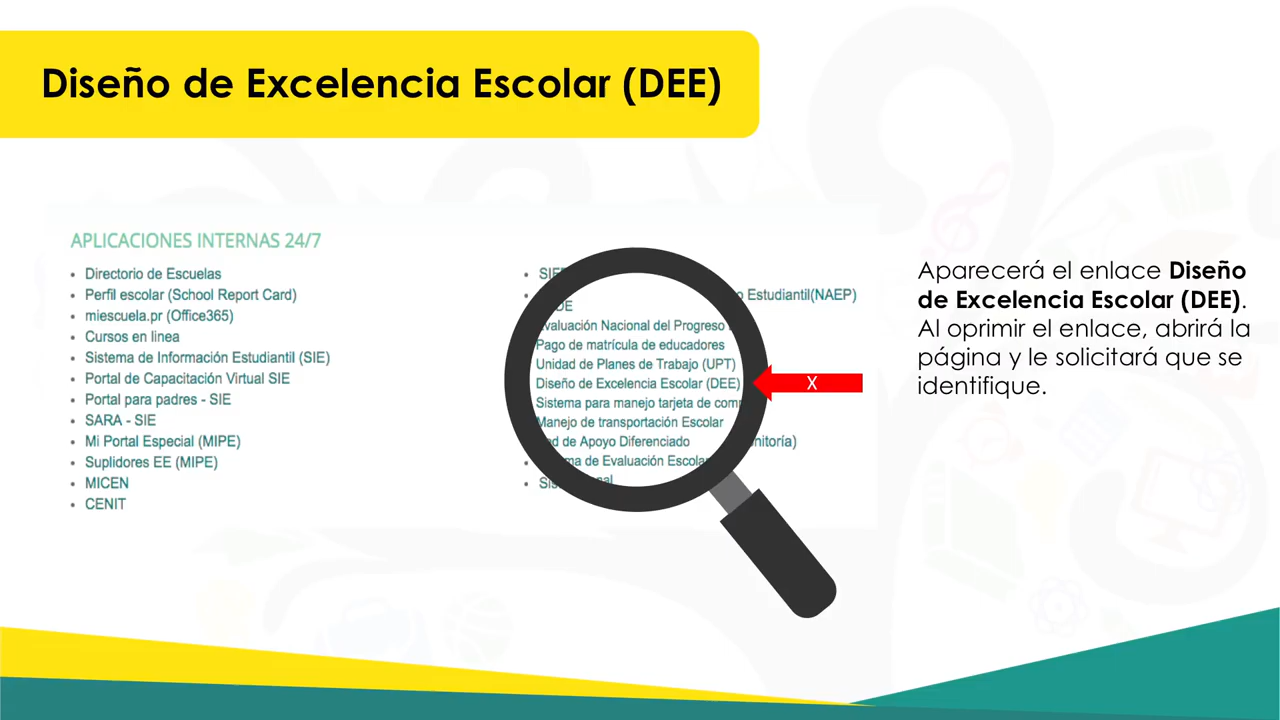 Diseño de Excelencia Escolar (DEE)
APLICACIONES INTERNAS 24/7
Directorio de Escuelas
Perfil escolar (School Report Card)
miescuela.pr (Office365)
Cursos en linea
Sistema de Información Estudiantil (SIE)
Portal de Capacitación Virtual SIE
Portal para padres - SIE
SARA - SIE
Mi Portal Especial (MIPE)
Suplidores EE (MIPE)
MICEN
CENIT
Estudiantil(NAEP)
Evaluación Nacional del Progreso
Pago de matrícula de educadores
Unidad de Planes de Trabajo (UPT)
Diseño de Excelencia Escolar (DEE)
X
Sistema para manejo tarjeta de
Manejo de transportación Escolar
de Apoyo Diferenciado
de Evaluación Escolar
Aparecerá el enlace Diseño
de Excelencia Escolar (DEE).
Al oprimir el enlace, abrirá la
página y le solicitará que se
identifique.